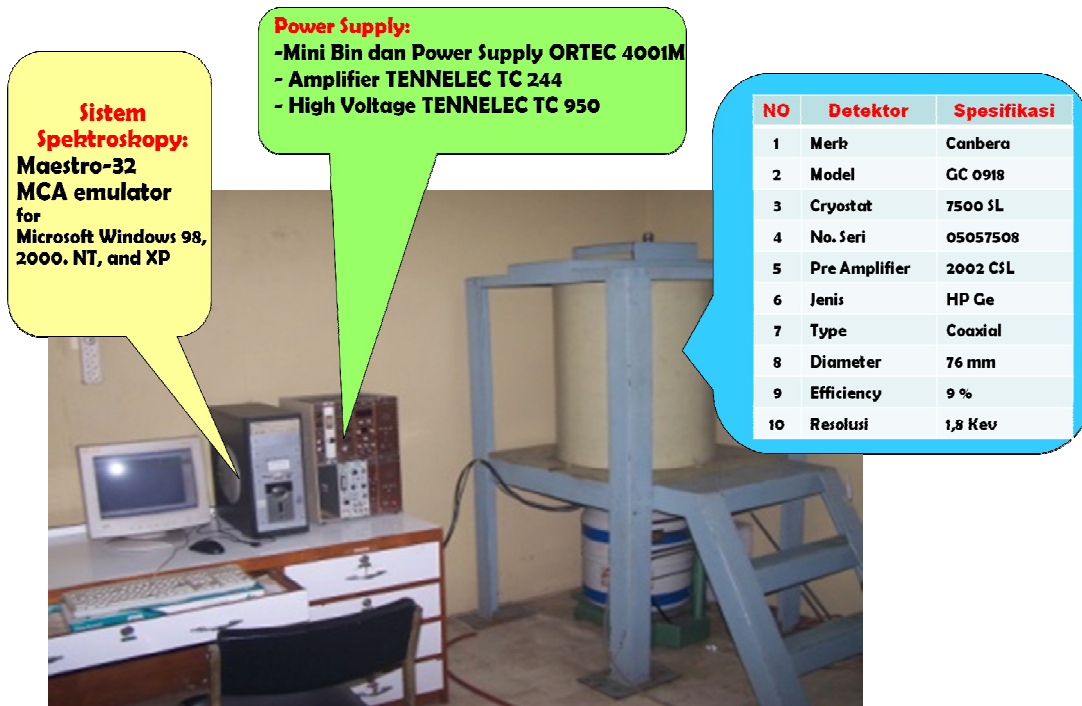 Sistem
Spektroskopy:
Maestro-32
MCA emulator
for
Microsoft Windows 98,
2000. NT, and XP
Power Supply:
-Mini Bin dan Power Supply ORTEC 4001M
- Amplifier TENNELEC TC 244
- High Voltage TENNELEC TC 950
NO Detektor Spesifikasi
1 Merk Canbera
2 Model GC 0918
3 Cryostat 7500 SL
4 No. Seri 05057508
5 Pre Amplifier 2002 CSL
6 Jenis HP Ge
7 Type Coaxial
8 Diameter 76 mm
9 Efficiency 9 %
10 Resolusi 1,8 Kev